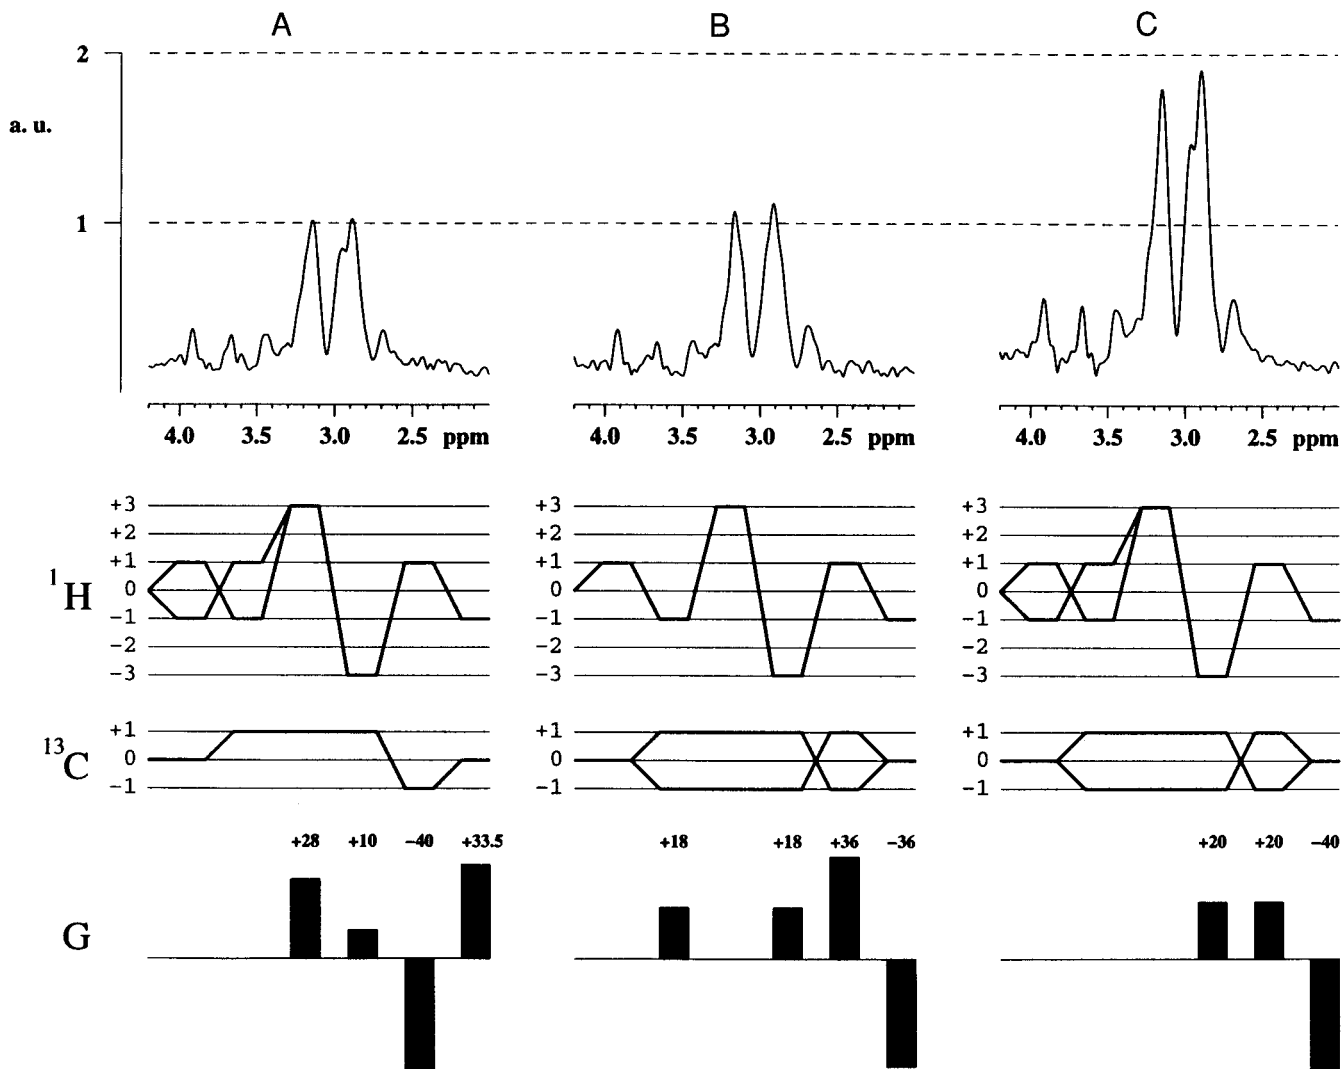 A B C
2
a. u.
1
4.0 3.5 3.0 2.5 ppm
4.0 3.5 3.0 2.5 ppm
4.0 3.5 3.0 2.5 ppm
¹H
+3 +3 +3
+2 +2 +2
+1 +1 +1
0 0 0
-1 -1 -1
-2 -2 -2
-3 -3 -3
¹³C
+1 +1 +1
0 0 0
-1 -1 -1
+28 +10 −40 +33.5
+18 +18 +36 −36
+20 +20 −40
G